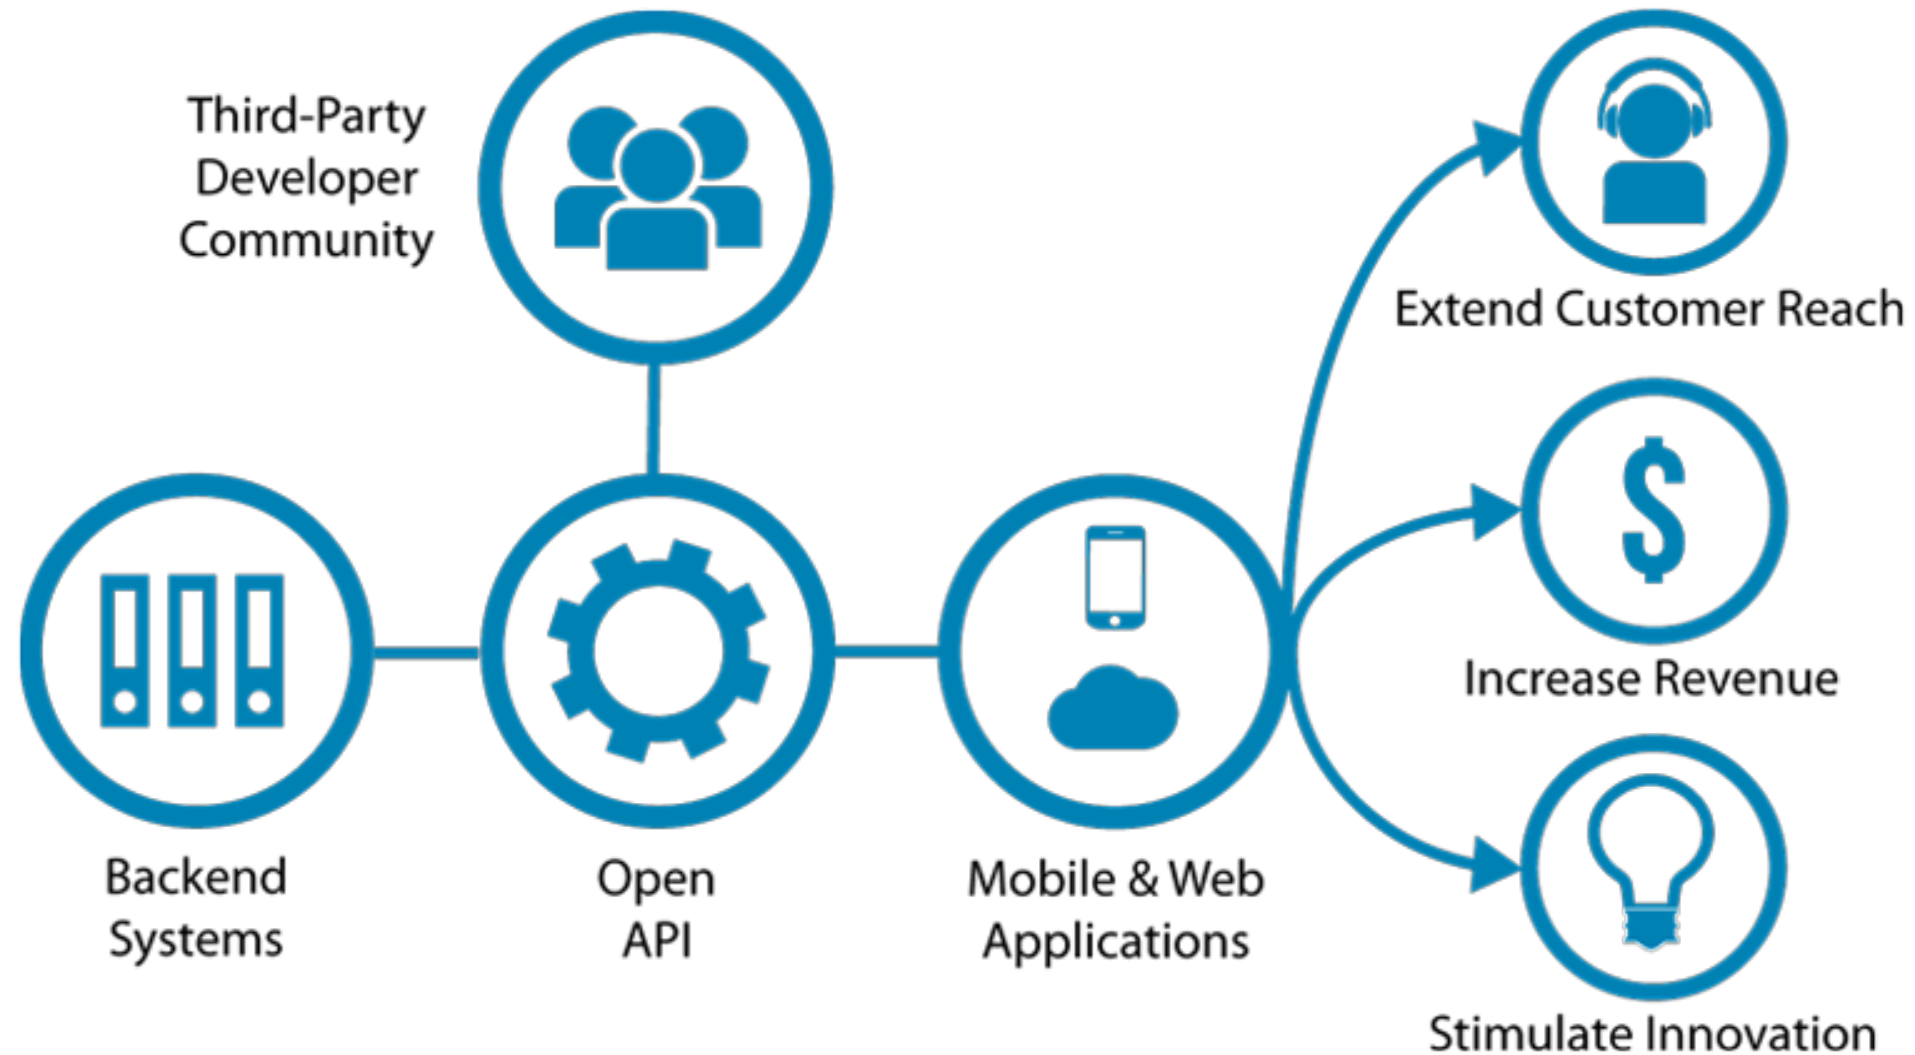 Third-Party
Developer
Community
Backend
Systems
Open
API
Mobile & Web
Applications
Extend Customer Reach
Increase Revenue
Stimulate Innovation